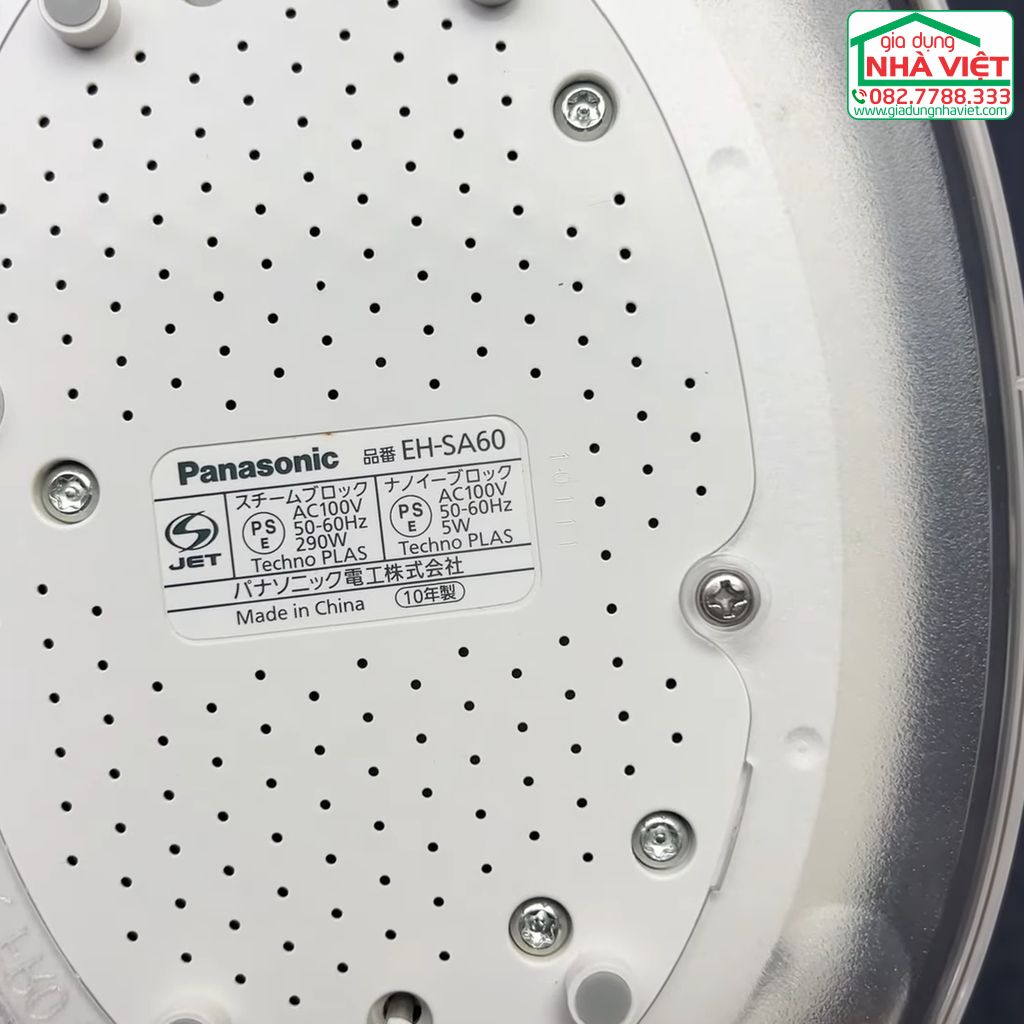 gia dụng
NHÀ VIỆT
082.7788.333
www.giadungnhaviet.com
Panasonic 品番 EH-SA60
JET
スチームブロック
PS E
AC100V
50-60Hz
290W
Techno PLAS
ナノイーブロック
PS E
AC100V
50-60Hz
5W
Techno PLAS
パナソニック電工株式会社
Made in China 10年製